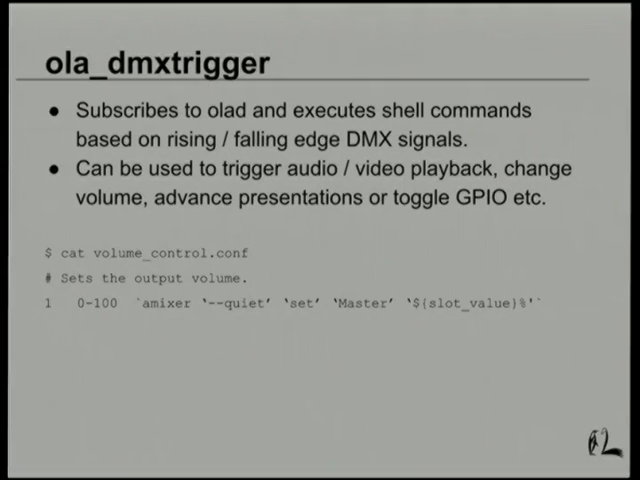 ola_dmxtrigger
● Subscribes to olad and executes shell commands
based on rising / falling edge DMX signals.
● Can be used to trigger audio / video playback, change
volume, advance presentations or toggle GPIO etc.
$ cat volume_control.conf
# Sets the output volume.
1 0-100 `amixer ‘--quiet’ ‘set’ ‘Master’ ‘${slot_value}%'`